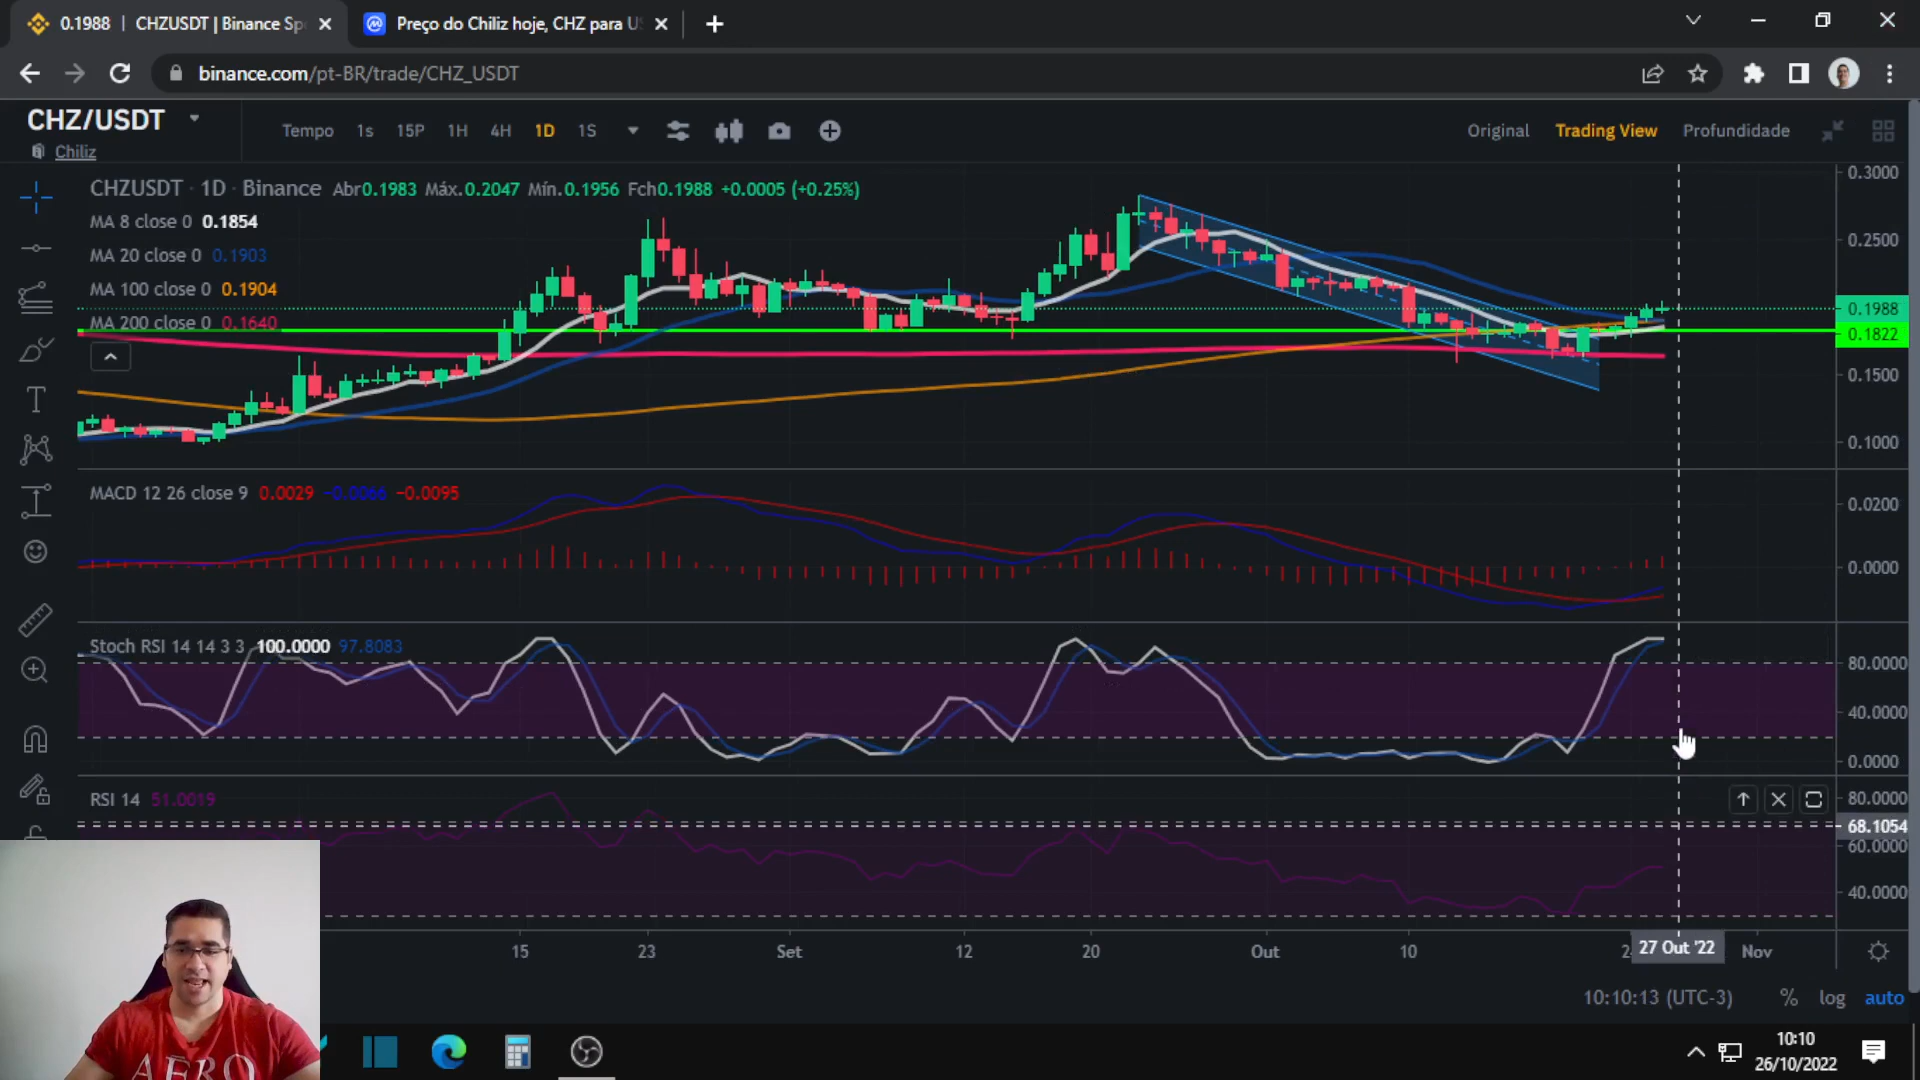 0.1988 | CHZUSDT | Binance Sp
Preço do Chiliz hoje, CHZ para U
binance.com/pt-BR/trade/CHZ_USDT
CHZ/USDT
Chiliz
Tempo 1s 15P 1H 4H 1D 1S
Original Trading View Profundidade
CHZUSDT · 1D · Binance Abr0.1983 Máx.0.2047 Mín.0.1956 Fch0.1988 +0.0005 (+0.25%)
MA 8 close 0 0.1854
MA 20 close 0 0.1903
MA 100 close 0 0.1904
MA 200 close 0 0.1640
0.3000
0.2500
0.1988
0.1822
0.1500
0.1000
MACD 12 26 close 9 0.0029 −0.0066 −0.0095
0.0200
0.0000
Stoch RSI 14 14 3 3 100.0000 97.8083
80.0000
40.0000
0.0000
RSI 14 51.0019
80.0000
68.1054
60.0000
40.0000
15 23 Set 12 20 Out 10 27 Out '22 Nov
10:10:13 (UTC-3) % log auto
AÉRO
10:10
26/10/2022